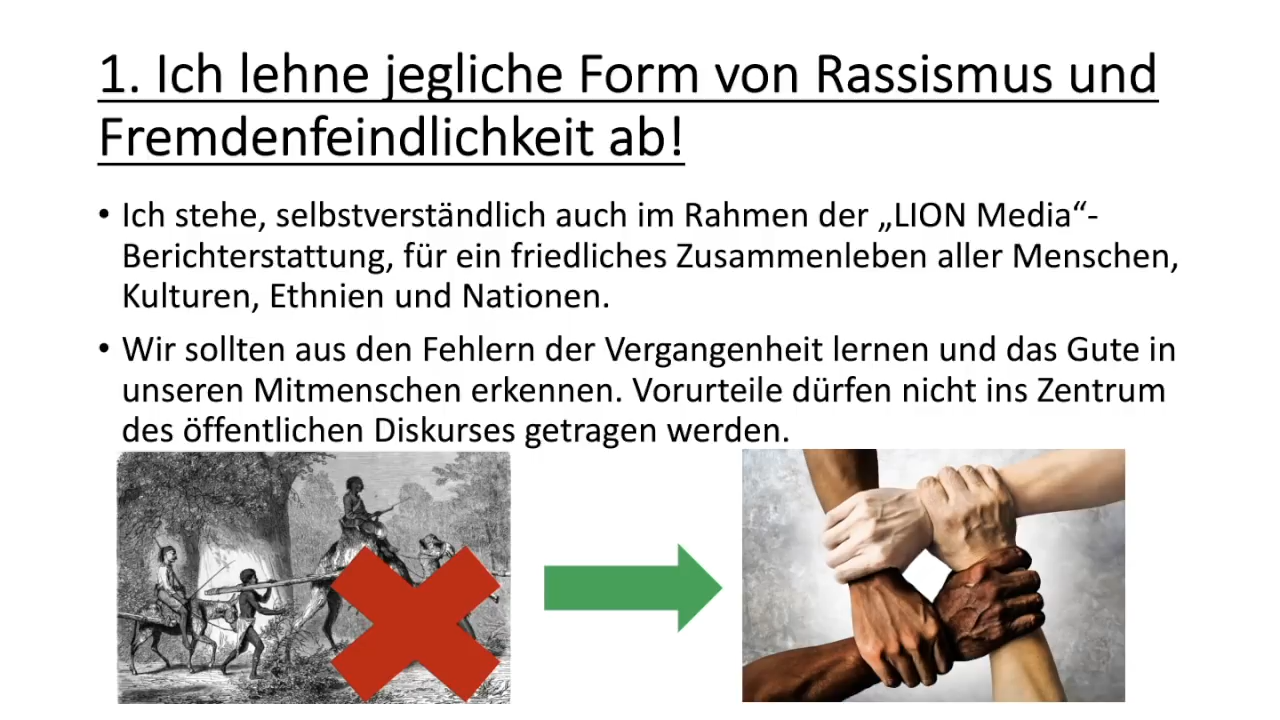 1. Ich lehne jegliche Form von Rassismus und
Fremdenfeindlichkeit ab!
• Ich stehe, selbstverständlich auch im Rahmen der „LION Media“-
Berichterstattung, für ein friedliches Zusammenleben aller Menschen,
Kulturen, Ethnien und Nationen.
• Wir sollten aus den Fehlern der Vergangenheit lernen und das Gute in
unseren Mitmenschen erkennen. Vorurteile dürfen nicht ins Zentrum
des öffentlichen Diskurses getragen werden.